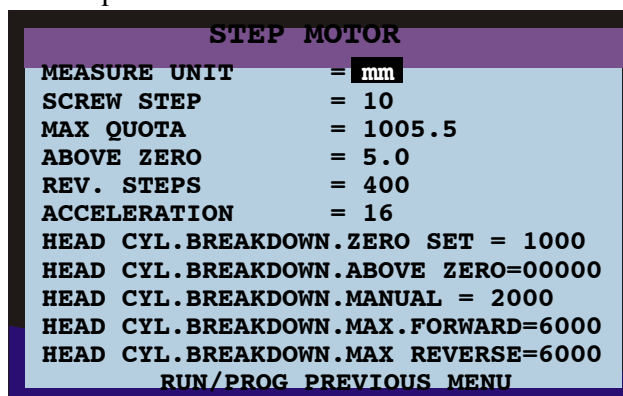 STEP MOTOR
MEASURE UNIT = mm
SCREW STEP = 10
MAX QUOTA = 1005.5
ABOVE ZERO = 5.0
REV. STEPS = 400
ACCELERATION = 16
HEAD CYL.BREAKDOWN.ZERO SET = 1000
HEAD CYL.BREAKDOWN.ABOVE ZERO=00000
HEAD CYL.BREAKDOWN.MANUAL = 2000
HEAD CYL.BREAKDOWN.MAX.FORWARD=6000
HEAD CYL.BREAKDOWN.MAX REVERSE=6000
RUN/PROG PREVIOUS MENU